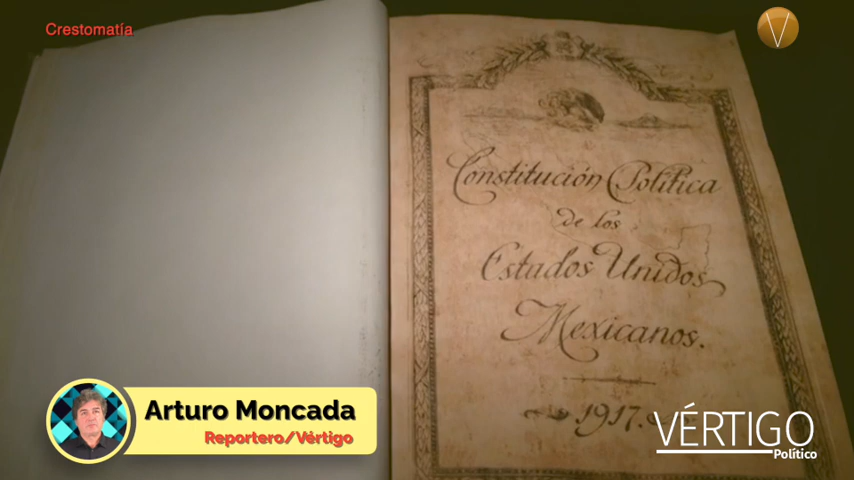 Crestomatía
V
Constitución Política
de los
Estados Unidos
Mexicanos.
1917.
Arturo Moncada
Reportero/Vértigo
VÉRTIGO
Político